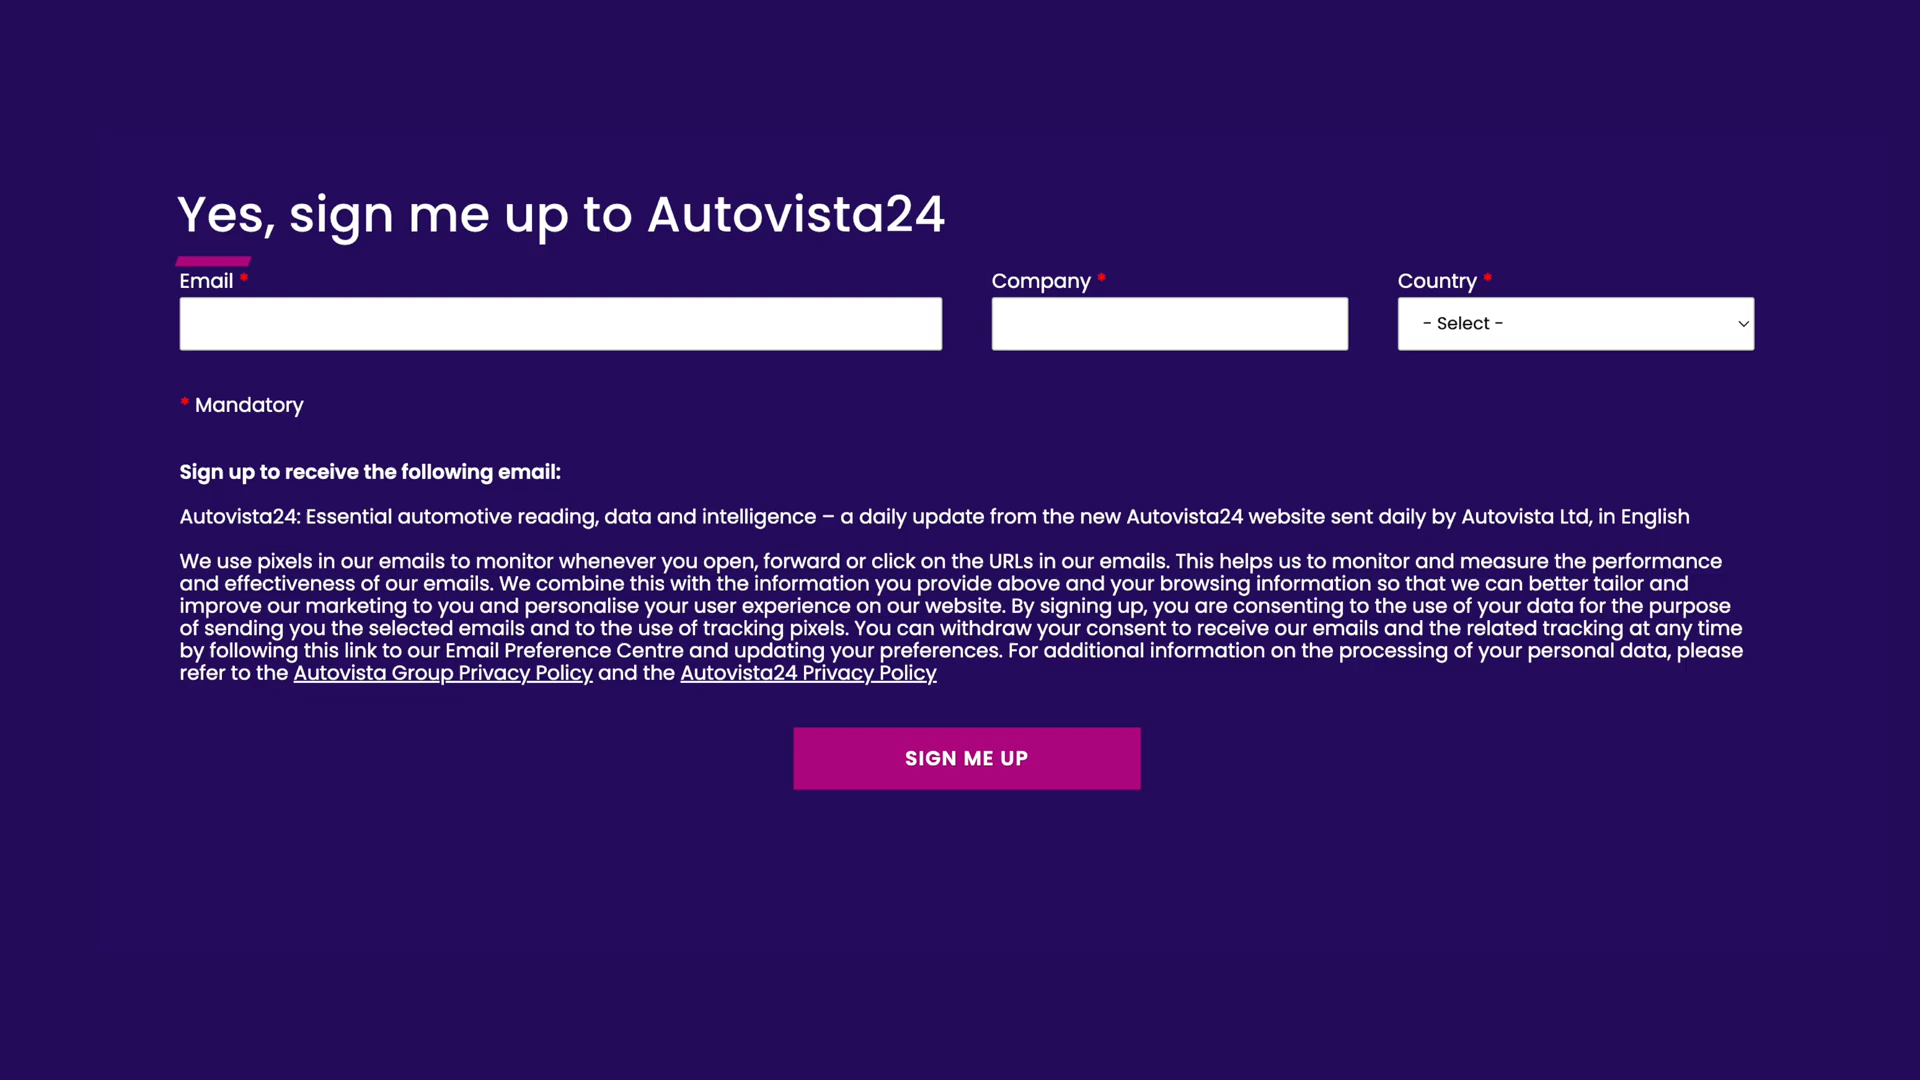 Yes, sign me up to Autovista24
Email * Company * Country *
- Select -
* Mandatory
Sign up to receive the following email:
Autovista24: Essential automotive reading, data and intelligence – a daily update from the new Autovista24 website sent daily by Autovista Ltd, in English
We use pixels in our emails to monitor whenever you open, forward or click on the URLs in our emails. This helps us to monitor and measure the performance
and effectiveness of our emails. We combine this with the information you provide above and your browsing information so that we can better tailor and
improve our marketing to you and personalise your user experience on our website. By signing up, you are consenting to the use of your data for the purpose
of sending you the selected emails and to the use of tracking pixels. You can withdraw your consent to receive our emails and the related tracking at any time
by following this link to our Email Preference Centre and updating your preferences. For additional information on the processing of your personal data, please
refer to the Autovista Group Privacy Policy and the Autovista24 Privacy Policy
SIGN ME UP